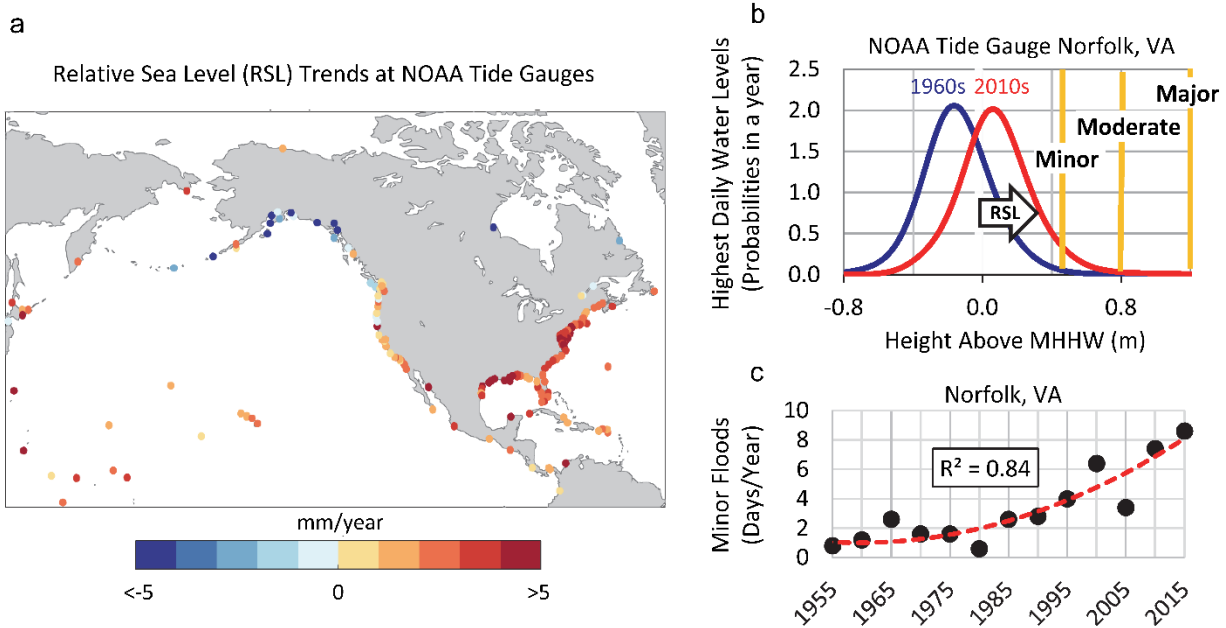 a
Relative Sea Level (RSL) Trends at NOAA Tide Gauges
mm/year
<-5
0
>5
b
NOAA Tide Gauge Norfolk, VA
Highest Daily Water Levels
(Probabilities in a year)
2.5
2.0
1.5
1.0
0.5
0.0
1960s
2010s
Major
Moderate
Minor
RSL
-0.8
0.0
0.8
Height Above MHHW (m)
c
Norfolk, VA
Minor Floods
(Days/Year)
10
8
6
4
2
0
R² = 0.84
1955
1965
1975
1985
1995
2005
2015